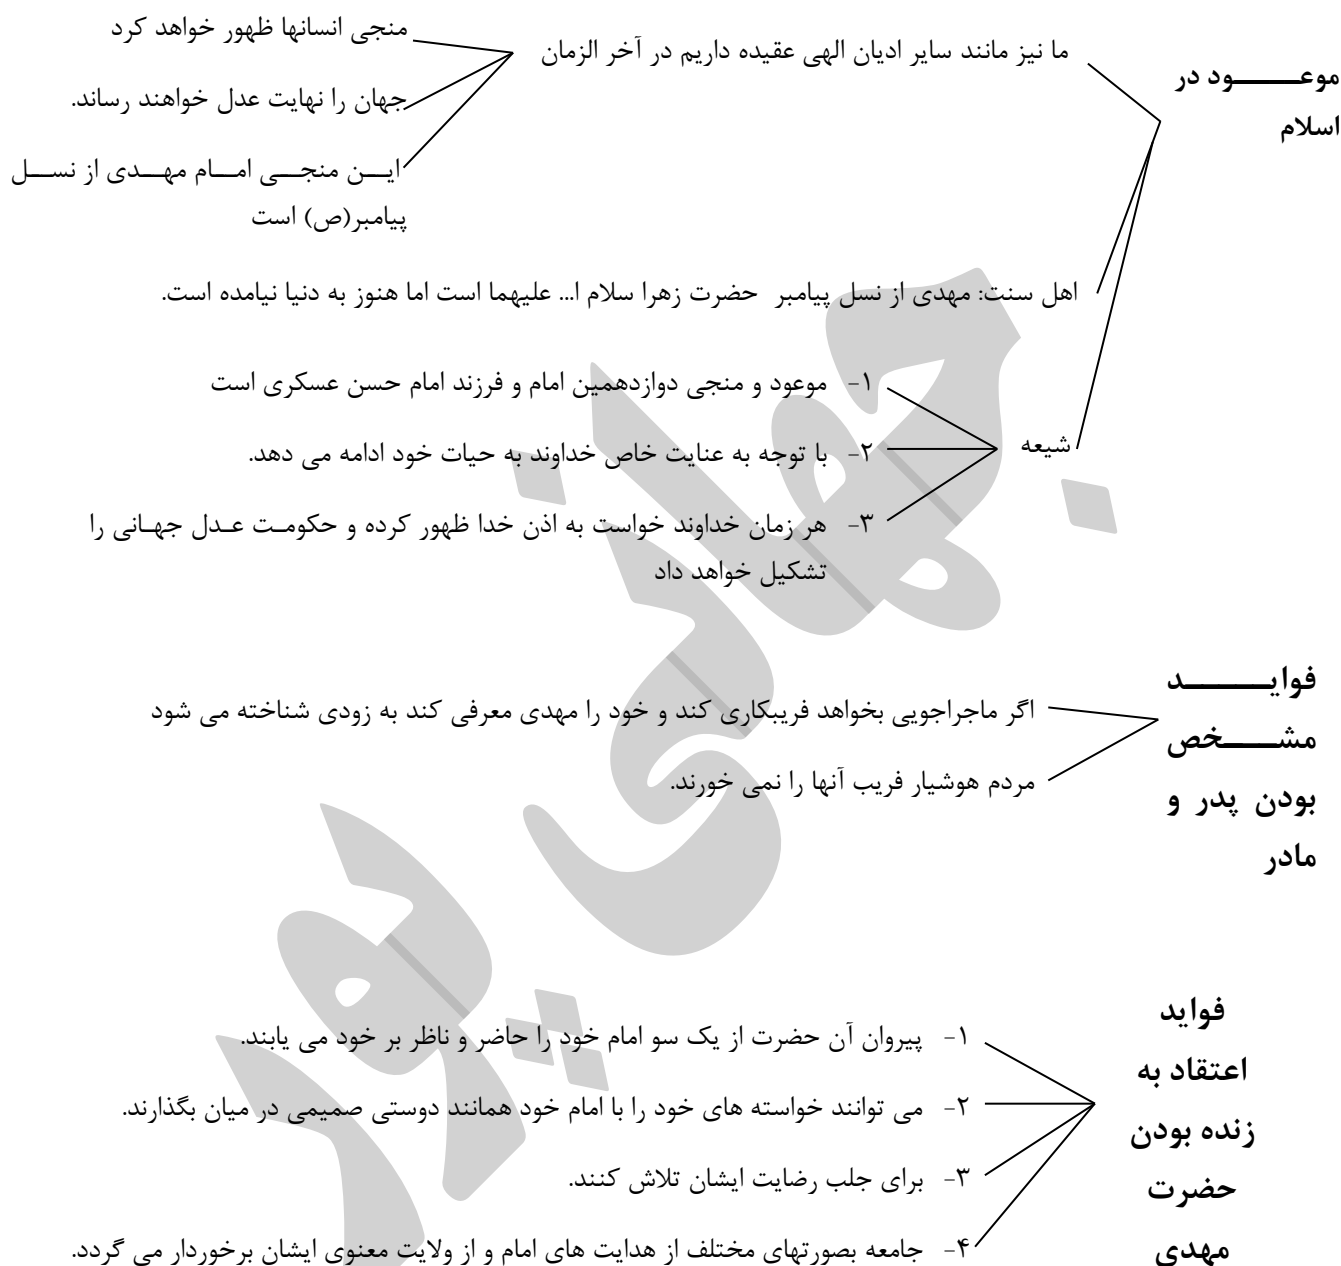 موعود در
اسلام
ما نیز مانند سایر ادیان الهی عقیده داریم در آخر الزمان
منجی انسانها ظهور خواهد کرد
جهان را نهایت عدل خواهند رساند.
این منجی امام مهدی از نسل
پیامبر(ص) است
اهل سنت: مهدی از نسل پیامبر حضرت زهرا سلام ا... علیهما است اما هنوز به دنیا نیامده است.
شیعه
۱- موعود و منجی دوازدهمین امام و فرزند امام حسن عسکری است
۲- با توجه به عنایت خاص خداوند به حیات خود ادامه می دهد.
۳- هر زمان خداوند خواست به اذن خدا ظهور کرده و حکومت عدل جهانی را
تشکیل خواهد داد
فواید
مشخص
بودن پدر و
مادر
اگر ماجراجویی بخواهد فریبکاری کند و خود را مهدی معرفی کند به زودی شناخته می شود
مردم هوشیار فریب آنها را نمی خورند.
فواید
اعتقاد به
زنده بودن
حضرت
مهدی
۱- پیروان آن حضرت از یک سو امام خود را حاضر و ناظر بر خود می یابند.
۲- می توانند خواسته های خود را با امام خود همانند دوستی صمیمی در میان بگذارند.
۳- برای جلب رضایت ایشان تلاش کنند.
۴- جامعه بصورتهای مختلف از هدایت های امام و از ولایت معنوی ایشان برخوردار می گردد.
جهانی پور